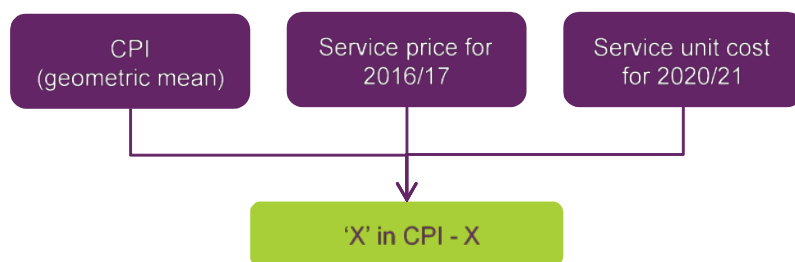 CPI
(geometric mean)
Service price for
2016/17
Service unit cost
for 2020/21
‘X’ in CPI - X